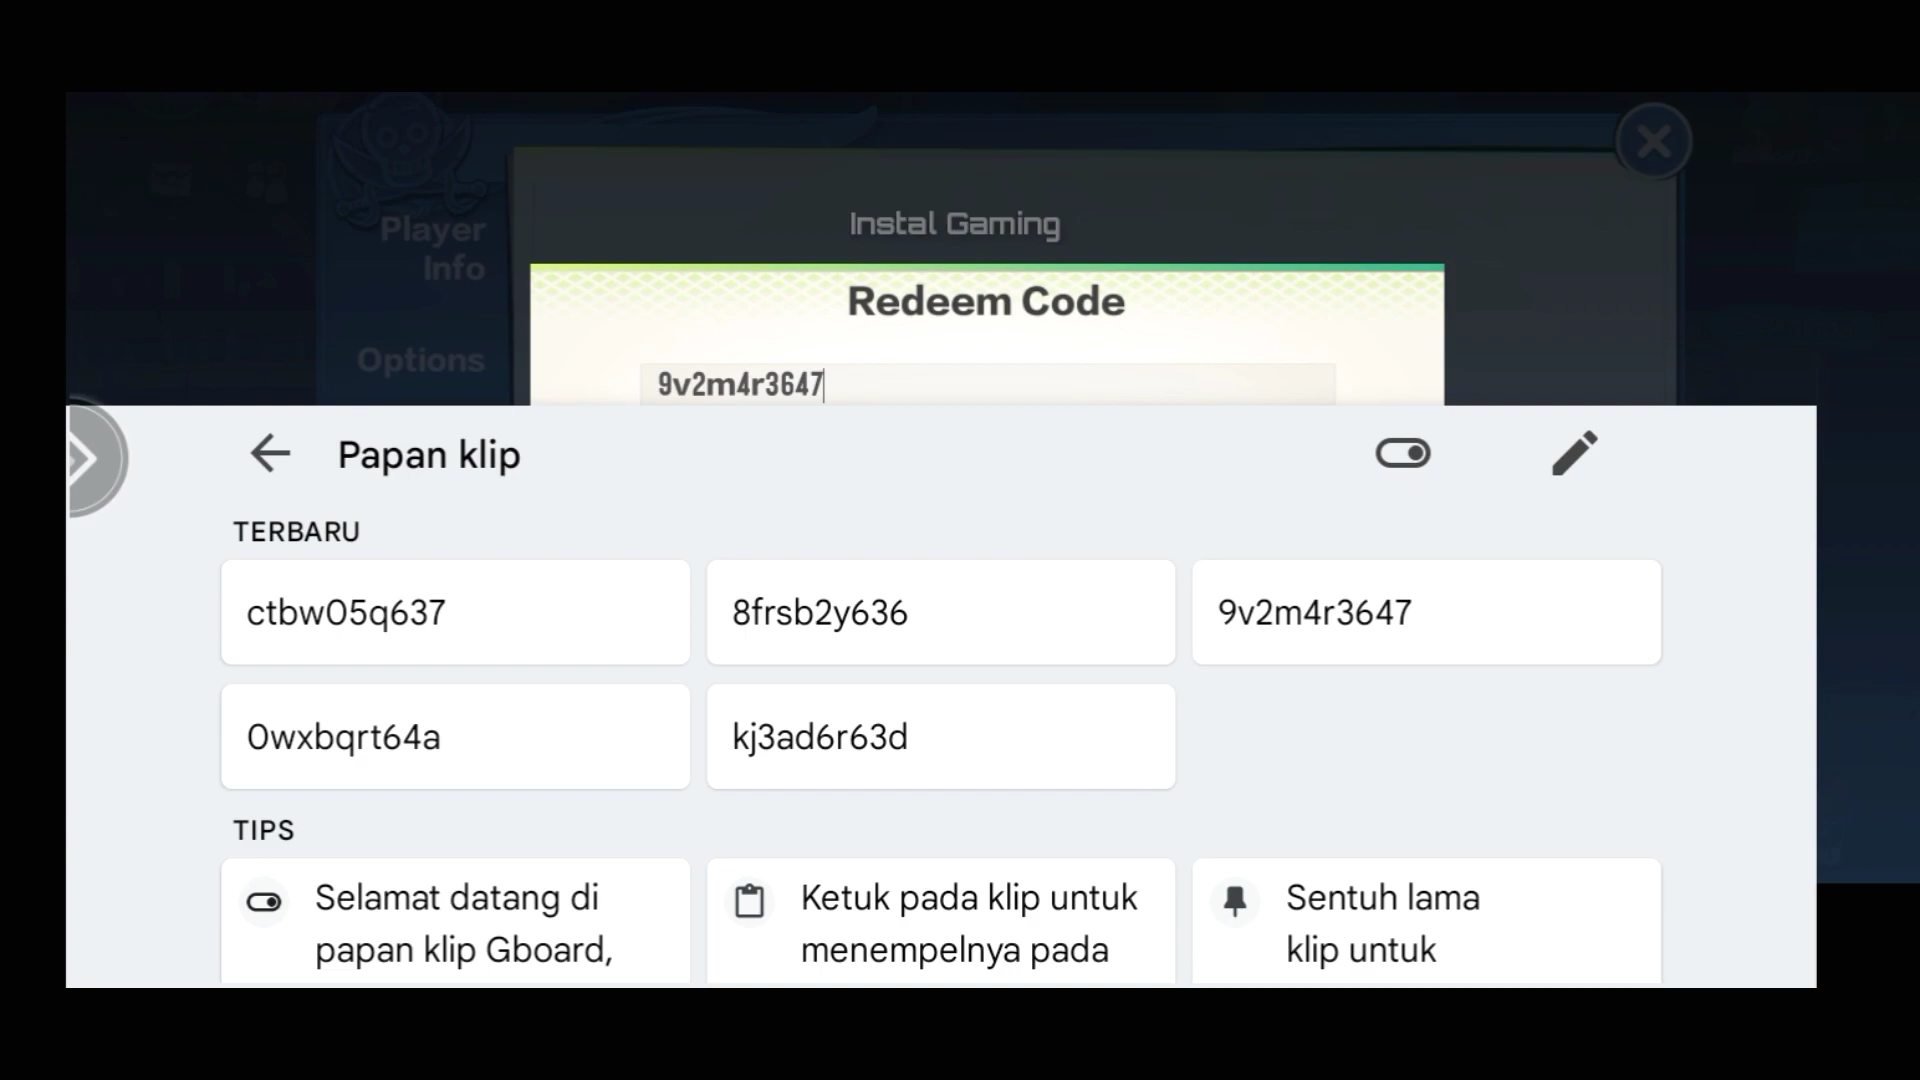 Player
Info
Options
Instal Gaming
Redeem Code
9v2m4r3647
Papan klip
TERBARU
ctbw05q637
8frsb2y636
9v2m4r3647
0wxbqrt64a
kj3ad6r63d
TIPS
Selamat datang di
papan klip Gboard,
Ketuk pada klip untuk
menempelnya pada
Sentuh lama
klip untuk